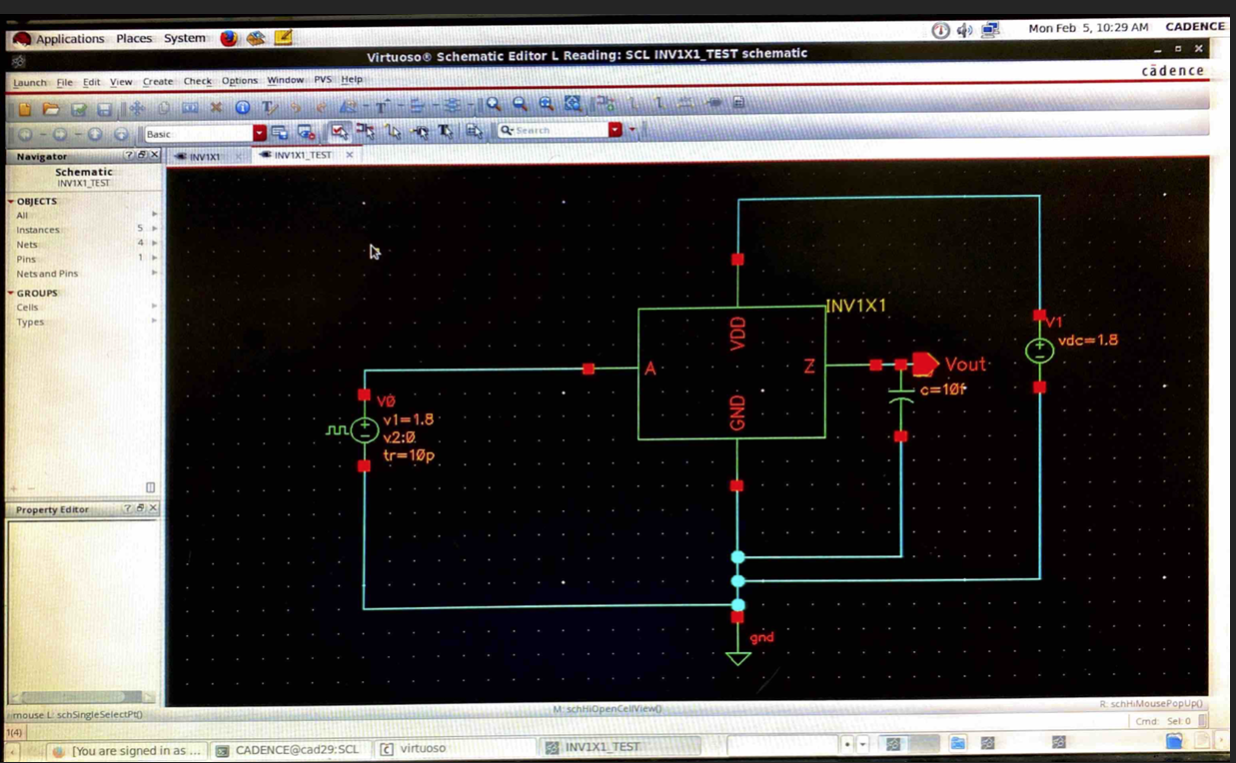 Applications Places System
Mon Feb 5, 10:29 AM CADENCE
Virtuoso® Schematic Editor L Reading: SCL INV1X1_TEST schematic
Launch File Edit View Create Check Options Window PVS Help
cādence
Basic
Search
Navigator
INV1X1
INV1X1_TEST
Schematic
INV1X1_TEST
OBJECTS
All
Instances 5
Nets 4
Pins 1
Nets and Pins
GROUPS
Cells
Types
Property Editor
INV1X1
VDD
A
Z
GND
Vout
c=10f
V1
vdc=1.8
V0
v1=1.8
v2:0
tr=10p
gnd
mouse L: schSingleSelectPt()
M: schHiOpenCellView()
R: schHiMousePopUp()
1(4)
Cmd: Sel: 0
[You are signed in as ...
CADENCE@cad29:SCL
virtuoso
INV1X1_TEST